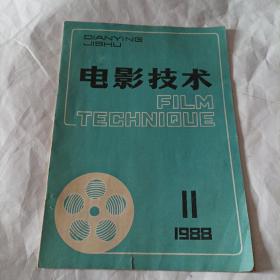 DIANYING
JISHU
电影技术
FILM
TECHNIQUE
11
1988